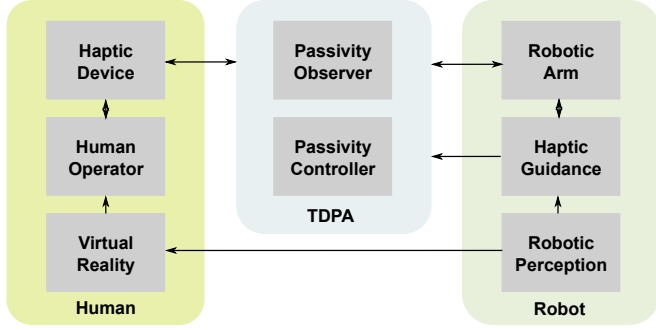 Haptic
Device
Human
Operator
Virtual
Reality
Human
Passivity
Observer
Passivity
Controller
TDPA
Robotic
Arm
Haptic
Guidance
Robotic
Perception
Robot